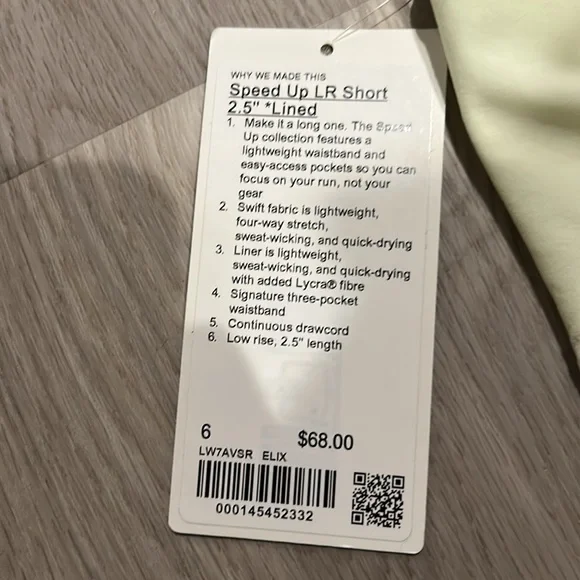 WHY WE MADE THIS
Speed Up LR Short
2.5" *Lined
1. Make it a long one. The Speed
Up collection features a
lightweight waistband and
easy-access pockets so you can
focus on your run, not your
gear
2. Swift fabric is lightweight,
four-way stretch,
sweat-wicking, and quick-drying
3. Liner is lightweight,
sweat-wicking, and quick-drying
with added Lycra® fibre
4. Signature three-pocket
waistband
5. Continuous drawcord
6. Low rise, 2.5" length
6 $68.00
LW7AVSR ELIX
000145452332